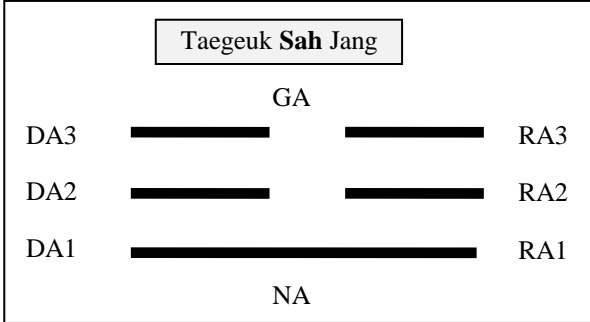 Taegeuk Sah Jang
GA
DA3 RA3
DA2 RA2
DA1 RA1
NA